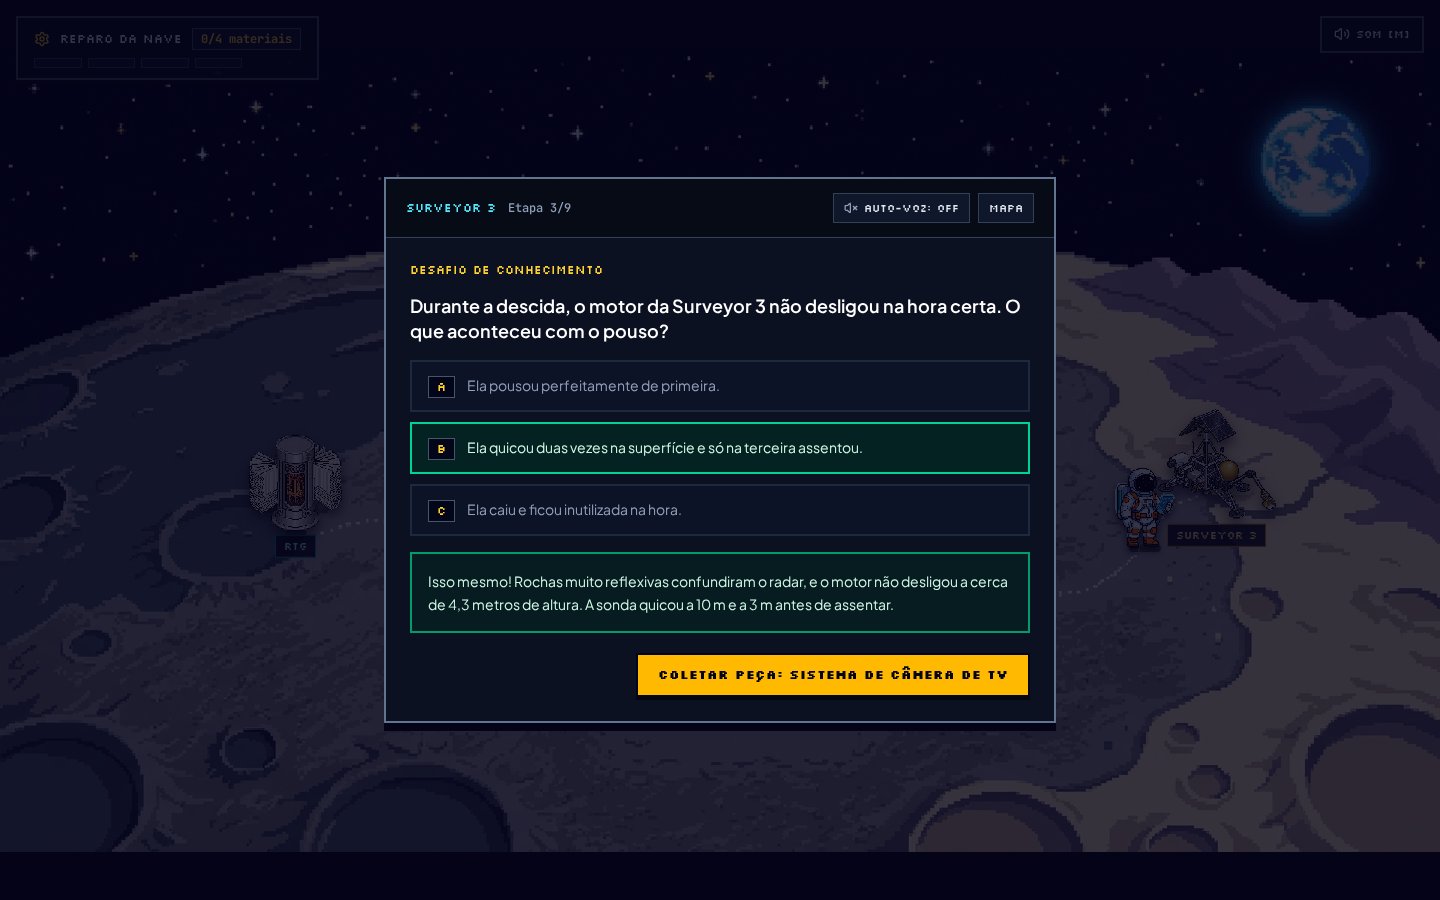 REPARO DA NAVE 0/4 materiais
SOM [M]
SURVEYOR 3 Etapa 3/9
AUTO-VOZ: OFF
MAPA
DESAFIO DE CONHECIMENTO
Durante a descida, o motor da Surveyor 3 não desligou na hora certa. O
que aconteceu com o pouso?
A Ela pousou perfeitamente de primeira.
B Ela quicou duas vezes na superfície e só na terceira assentou.
C Ela caiu e ficou inutilizada na hora.
Isso mesmo! Rochas muito reflexivas confundiram o radar, e o motor não desligou a cerca
de 4,3 metros de altura. A sonda quicou a 10 m e a 3 m antes de assentar.
COLETAR PEÇA: SISTEMA DE CÂMERA DE TV
RTG
SURVEYOR 3